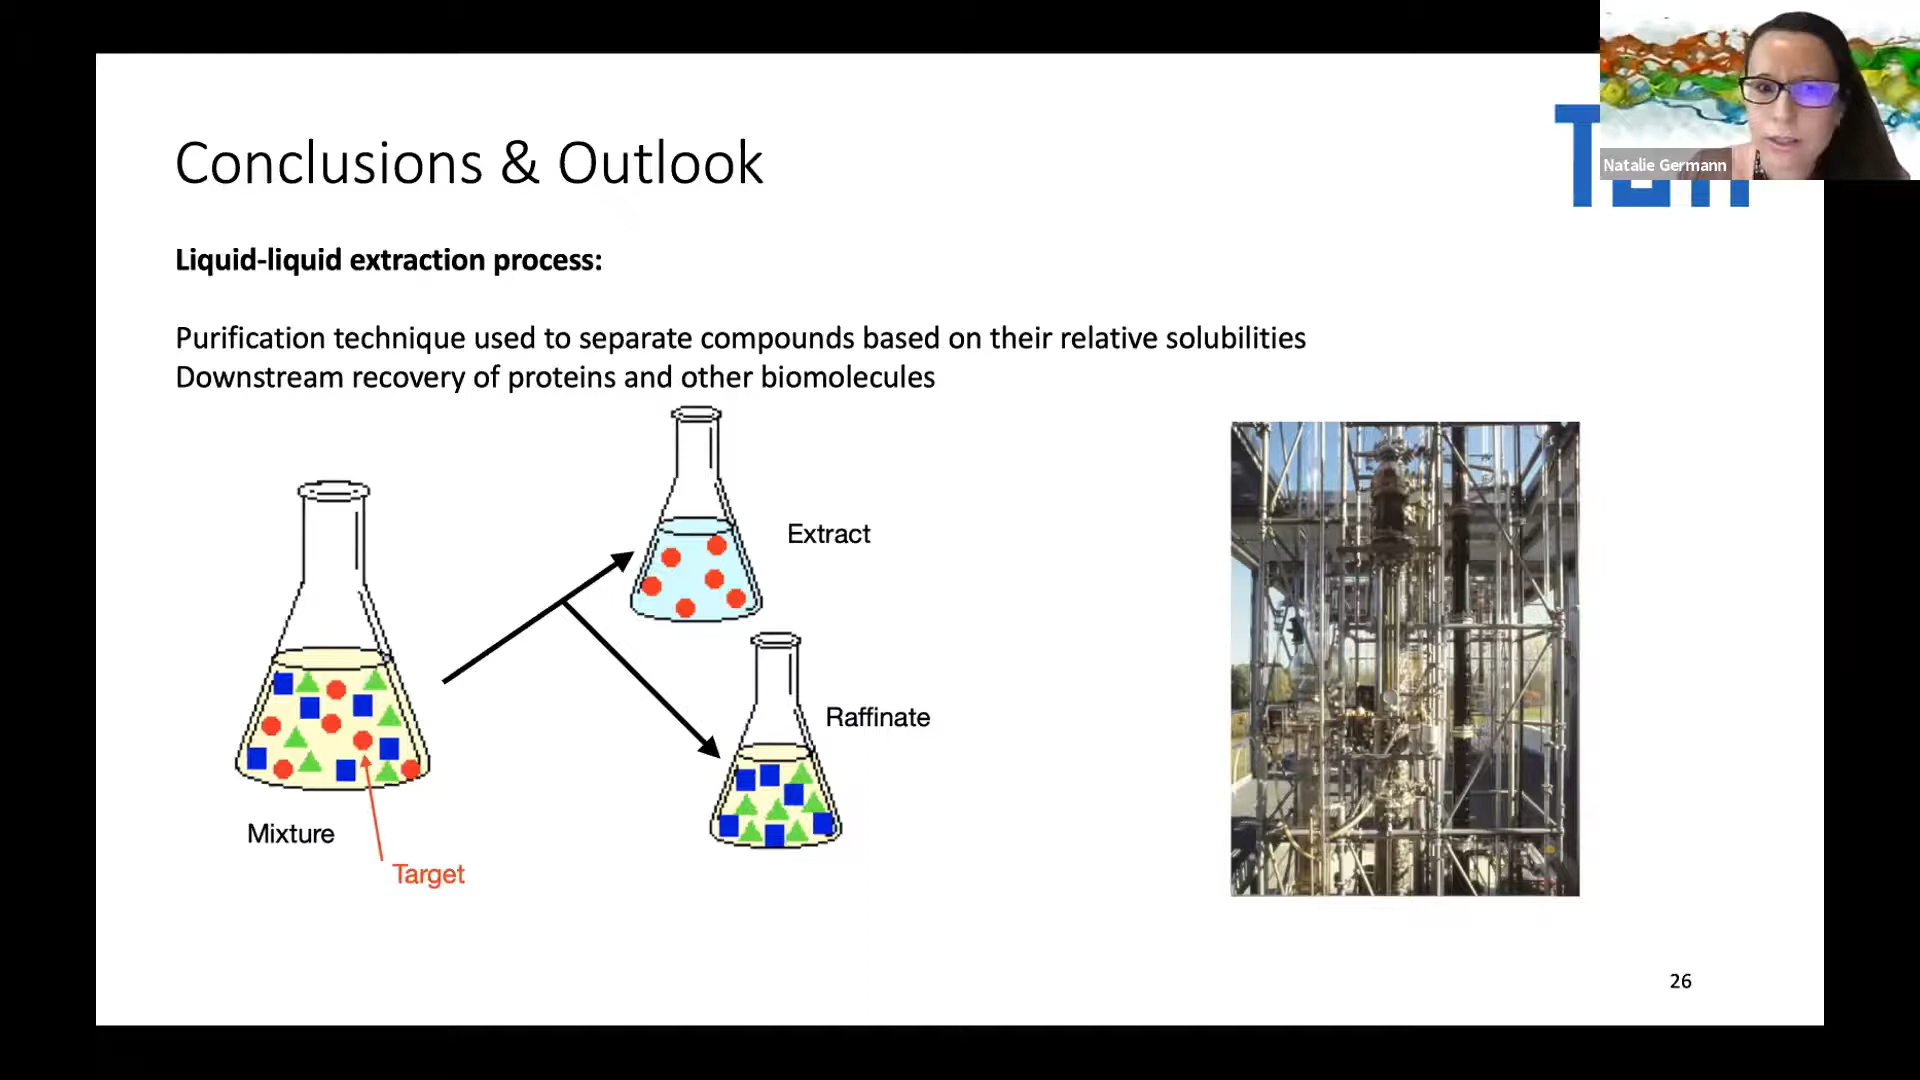 Conclusions & Outlook
Natalie Germann
Liquid-liquid extraction process:
Purification technique used to separate compounds based on their relative solubilities
Downstream recovery of proteins and other biomolecules
Extract
Raffinate
Mixture
Target
26